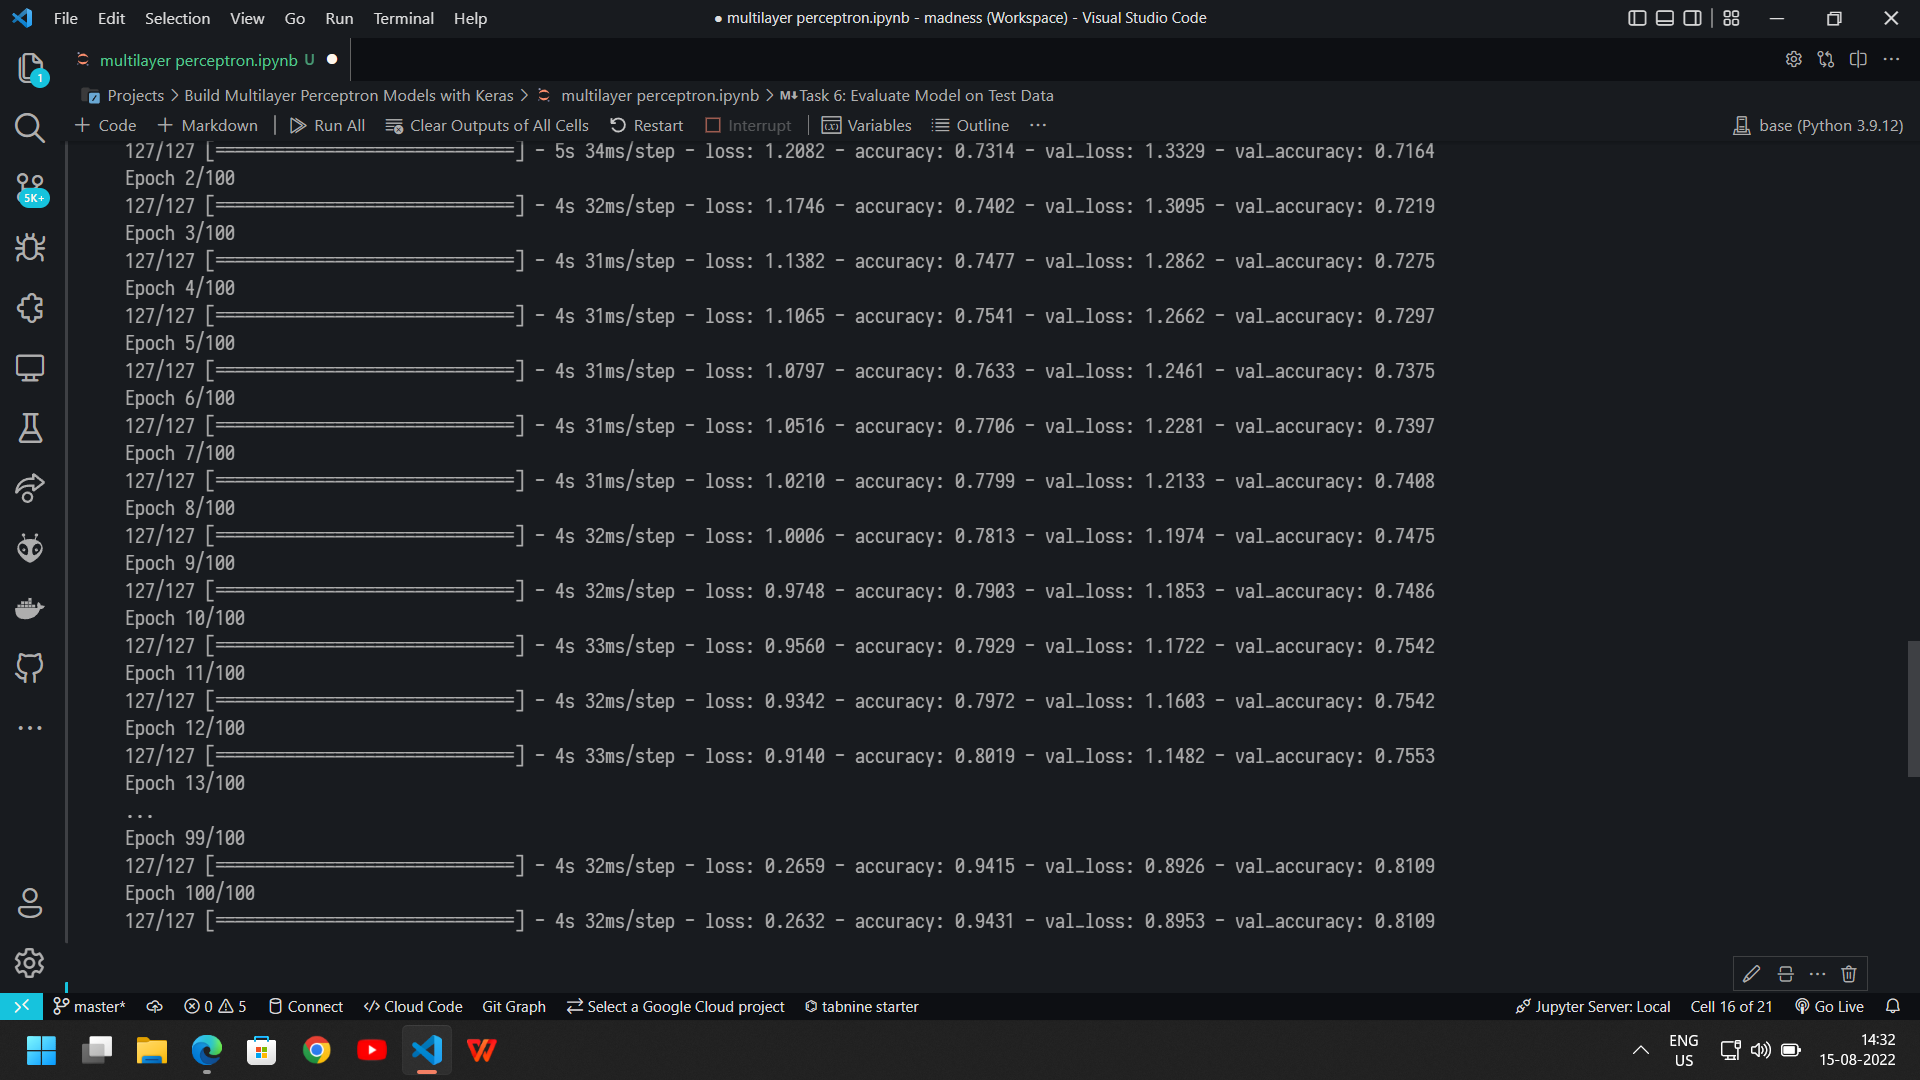 File Edit Selection View Go Run Terminal Help
● multilayer perceptron.ipynb - madness (Workspace) - Visual Studio Code
multilayer perceptron.ipynb U ●
Projects > Build Multilayer Perceptron Models with Keras > multilayer perceptron.ipynb > M↓Task 6: Evaluate Model on Test Data
+ Code + Markdown | Run All Clear Outputs of All Cells Restart Interrupt | Variables Outline ···
base (Python 3.9.12)
1
5K+
127/127 [==============================] - 5s 34ms/step - loss: 1.2082 - accuracy: 0.7314 - val_loss: 1.3329 - val_accuracy: 0.7164
Epoch 2/100
127/127 [==============================] - 4s 32ms/step - loss: 1.1746 - accuracy: 0.7402 - val_loss: 1.3095 - val_accuracy: 0.7219
Epoch 3/100
127/127 [==============================] - 4s 31ms/step - loss: 1.1382 - accuracy: 0.7477 - val_loss: 1.2862 - val_accuracy: 0.7275
Epoch 4/100
127/127 [==============================] - 4s 31ms/step - loss: 1.1065 - accuracy: 0.7541 - val_loss: 1.2662 - val_accuracy: 0.7297
Epoch 5/100
127/127 [==============================] - 4s 31ms/step - loss: 1.0797 - accuracy: 0.7633 - val_loss: 1.2461 - val_accuracy: 0.7375
Epoch 6/100
127/127 [==============================] - 4s 31ms/step - loss: 1.0516 - accuracy: 0.7706 - val_loss: 1.2281 - val_accuracy: 0.7397
Epoch 7/100
127/127 [==============================] - 4s 31ms/step - loss: 1.0210 - accuracy: 0.7799 - val_loss: 1.2133 - val_accuracy: 0.7408
Epoch 8/100
127/127 [==============================] - 4s 32ms/step - loss: 1.0006 - accuracy: 0.7813 - val_loss: 1.1974 - val_accuracy: 0.7475
Epoch 9/100
127/127 [==============================] - 4s 32ms/step - loss: 0.9748 - accuracy: 0.7903 - val_loss: 1.1853 - val_accuracy: 0.7486
Epoch 10/100
127/127 [==============================] - 4s 33ms/step - loss: 0.9560 - accuracy: 0.7929 - val_loss: 1.1722 - val_accuracy: 0.7542
Epoch 11/100
127/127 [==============================] - 4s 32ms/step - loss: 0.9342 - accuracy: 0.7972 - val_loss: 1.1603 - val_accuracy: 0.7542
Epoch 12/100
127/127 [==============================] - 4s 33ms/step - loss: 0.9140 - accuracy: 0.8019 - val_loss: 1.1482 - val_accuracy: 0.7553
Epoch 13/100
...
Epoch 99/100
127/127 [==============================] - 4s 32ms/step - loss: 0.2659 - accuracy: 0.9415 - val_loss: 0.8926 - val_accuracy: 0.8109
Epoch 100/100
127/127 [==============================] - 4s 32ms/step - loss: 0.2632 - accuracy: 0.9431 - val_loss: 0.8953 - val_accuracy: 0.8109
master* 0 5 Connect </> Cloud Code Git Graph Select a Google Cloud project tabnine starter Jupyter Server: Local Cell 16 of 21 Go Live
ENG
US
14:32
15-08-2022